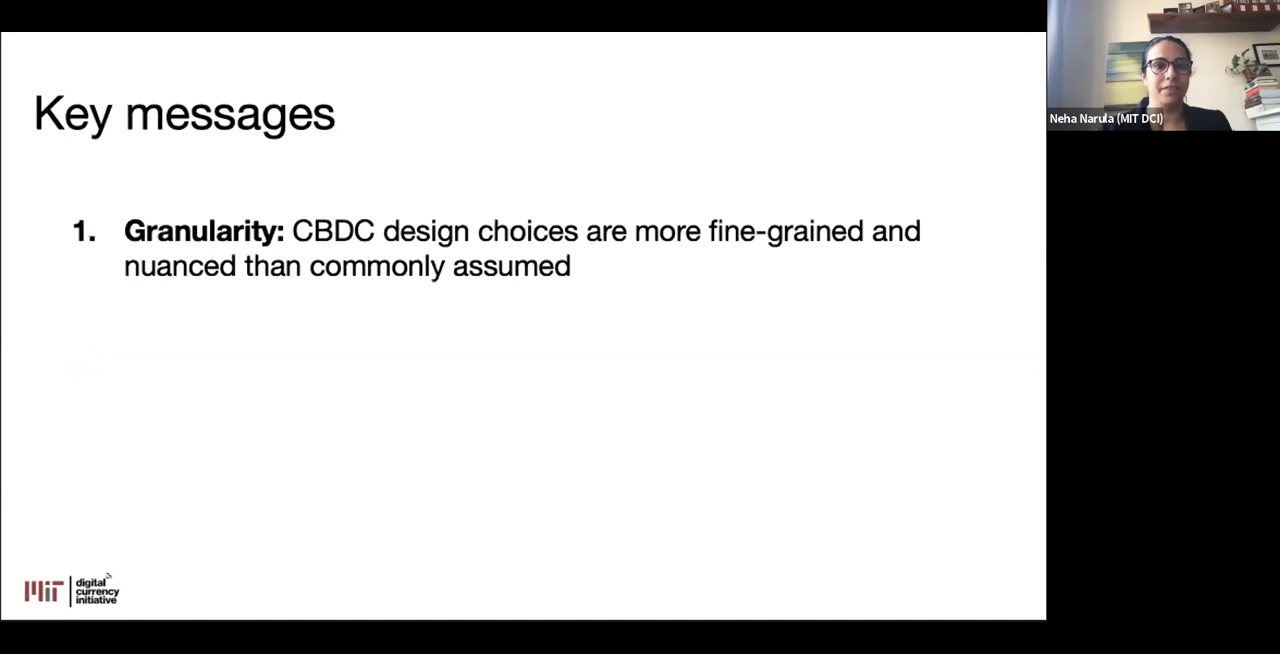 Key messages
1. Granularity: CBDC design choices are more fine-grained and
nuanced than commonly assumed
Neha Narula (MIT DCI)
MIT
digital
currency
initiative